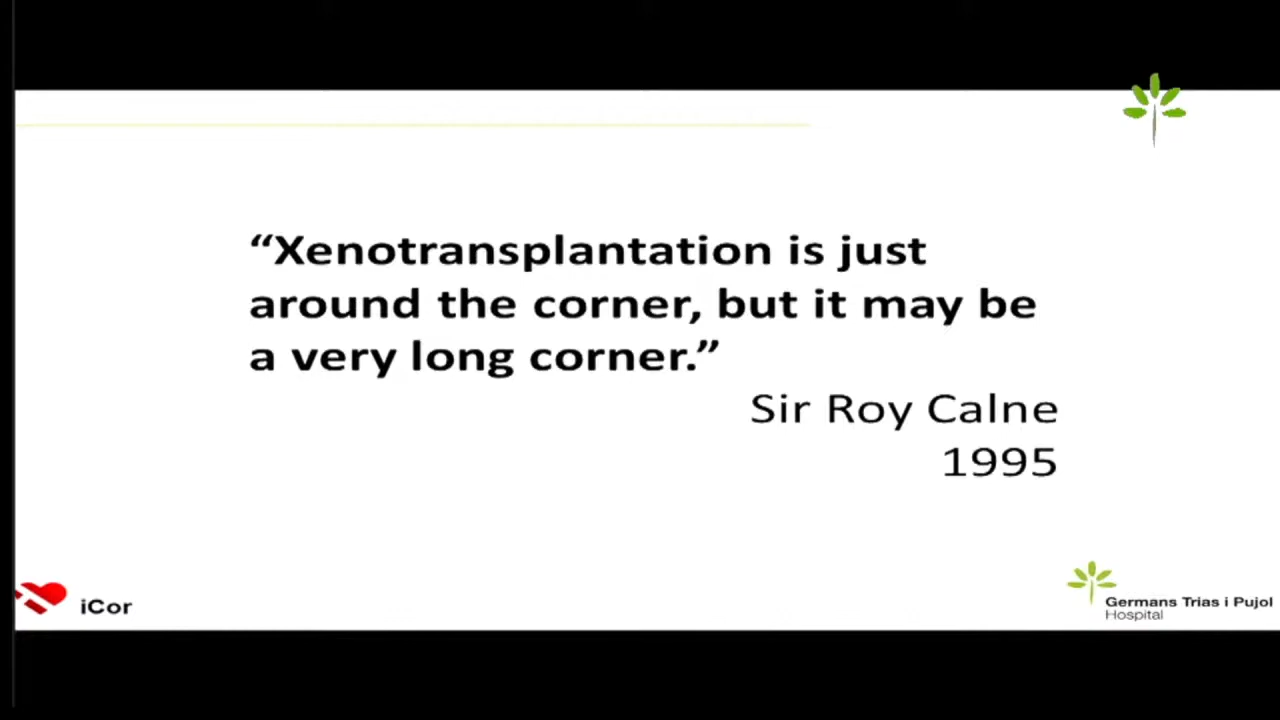 “Xenotransplantation is just
around the corner, but it may be
a very long corner.”
Sir Roy Calne
1995
iCor
Germans Trias i Pujol
Hospital